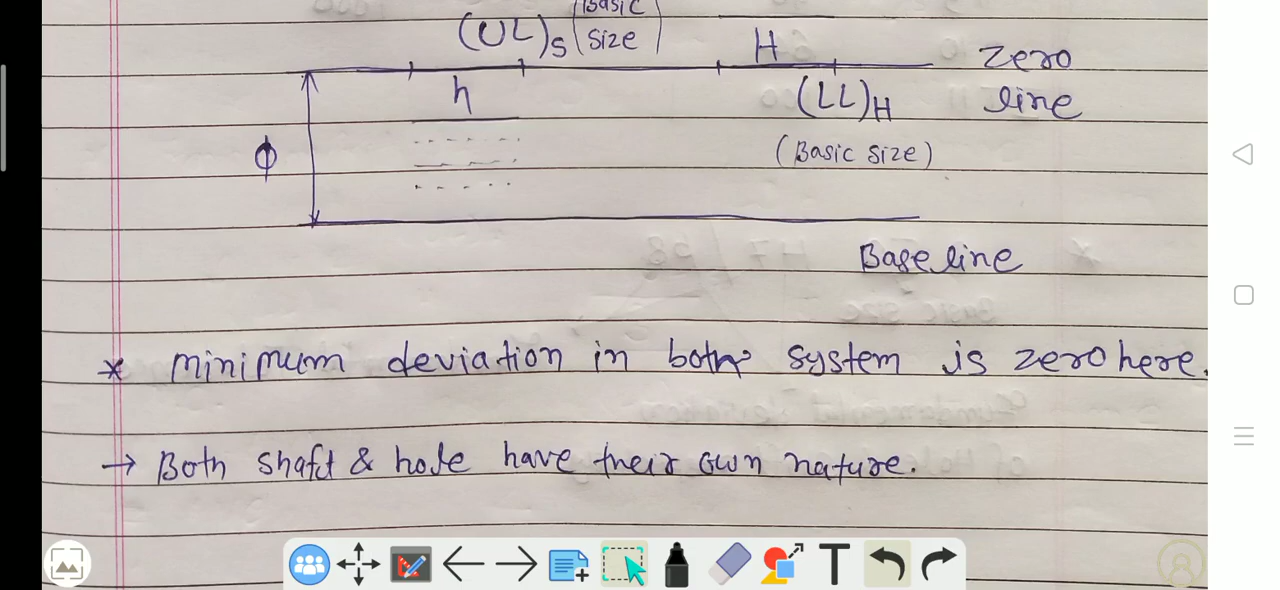 (UL)s (Basic
Size)
H
Zero
line
h
(LL)H
(Basic size)
ϕ
Base line
* minimum deviation in both system is zero here.
→ Both shaft & hole have their own nature.
T